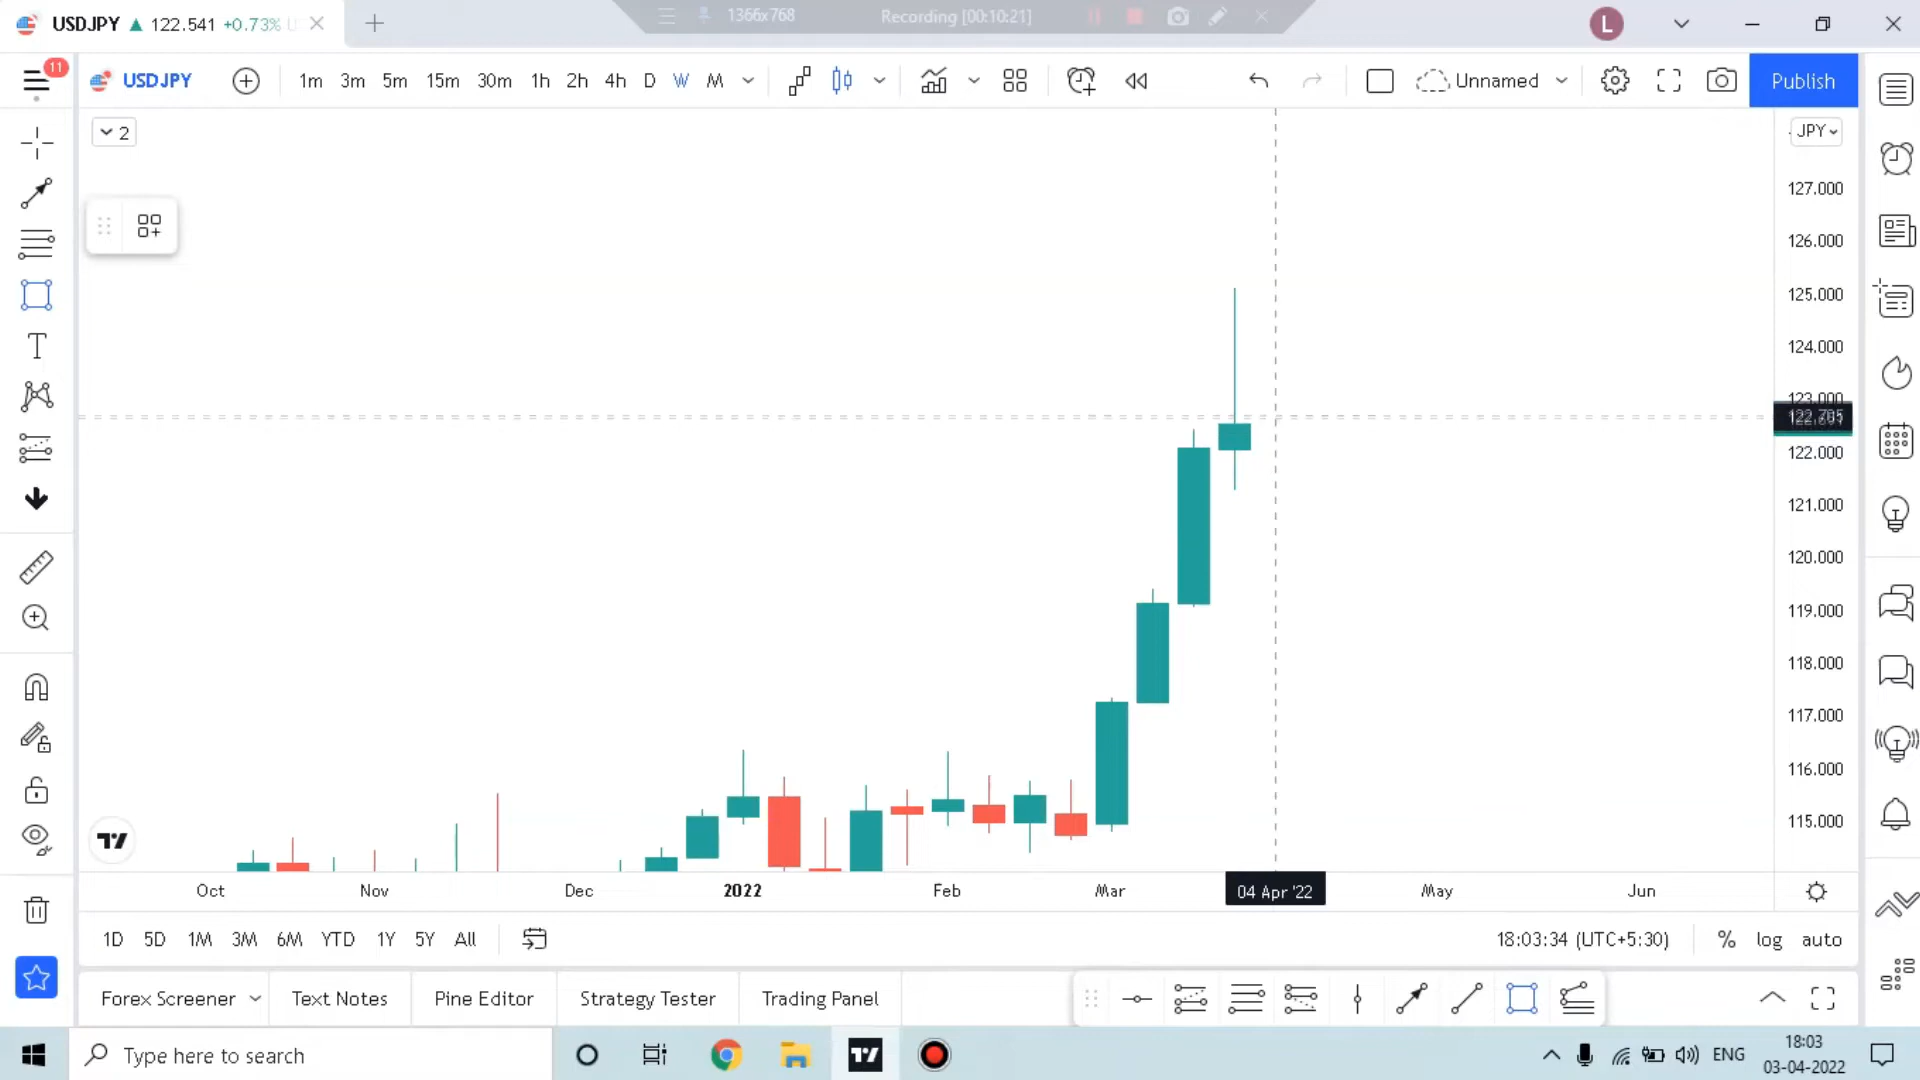 USDJPY ▲ 122.541 +0.73%
1366x768
Recording [00:10:21]
L
11
USDJPY
1m 3m 5m 15m 30m 1h 2h 4h D W M
Unnamed
Publish
2
JPY
127.000
126.000
125.000
124.000
123.000
122.000
121.000
120.000
119.000
118.000
117.000
116.000
115.000
Oct Nov Dec 2022 Feb Mar 04 Apr '22 May Jun
1D 5D 1M 3M 6M YTD 1Y 5Y All
18:03:34 (UTC+5:30) % log auto
Forex Screener Text Notes Pine Editor Strategy Tester Trading Panel
Type here to search
ENG
18:03
03-04-2022